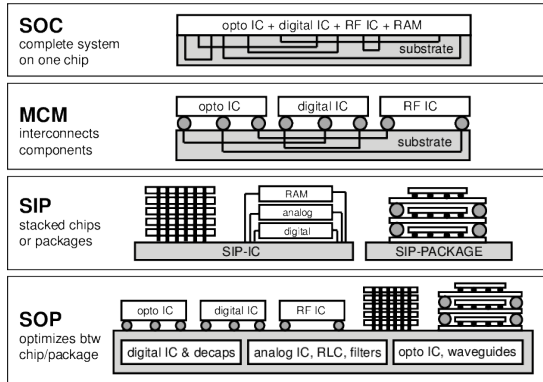 SOC
complete system
on one chip
opto IC + digital IC + RF IC + RAM
substrate
MCM
interconnects
components
opto IC
digital IC
RF IC
substrate
SIP
stacked chips
or packages
RAM
analog
digital
SIP-IC
SIP-PACKAGE
SOP
optimizes btw
chip/package
opto IC
digital IC
RF IC
digital IC & decaps
analog IC, RLC, filters
opto IC, waveguides